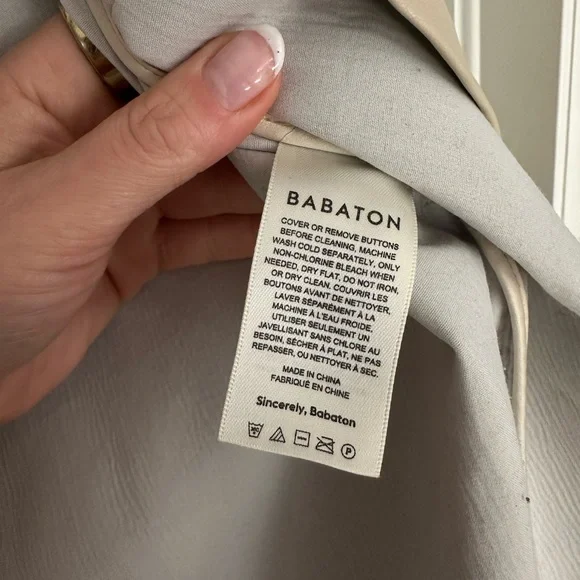 BABATON
COVER OR REMOVE BUTTONS
BEFORE CLEANING, MACHINE
WASH COLD SEPARATELY, ONLY
NON-CHLORINE BLEACH WHEN
NEEDED, DRY FLAT, DO NOT IRON,
OR DRY CLEAN. COUVRIR LES
BOUTONS AVANT DE NETTOYER,
LAVER SÉPARÉMENT À LA
MACHINE À L'EAU FROIDE,
UTILISER SEULEMENT UN
JAVELLISANT SANS CHLORE AU
BESOIN, SÉCHER À PLAT, NE PAS
REPASSER, OU NETTOYER À SEC.
MADE IN CHINA
FABRIQUÉ EN CHINE
Sincerely, Babaton
P